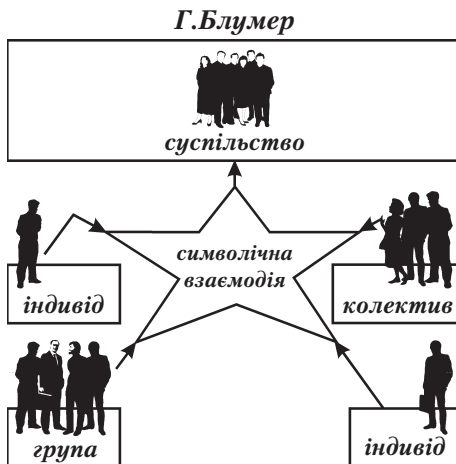 Г.Блумер
суспільство
символічна
взаємодія
індивід
колектив
група
індивід